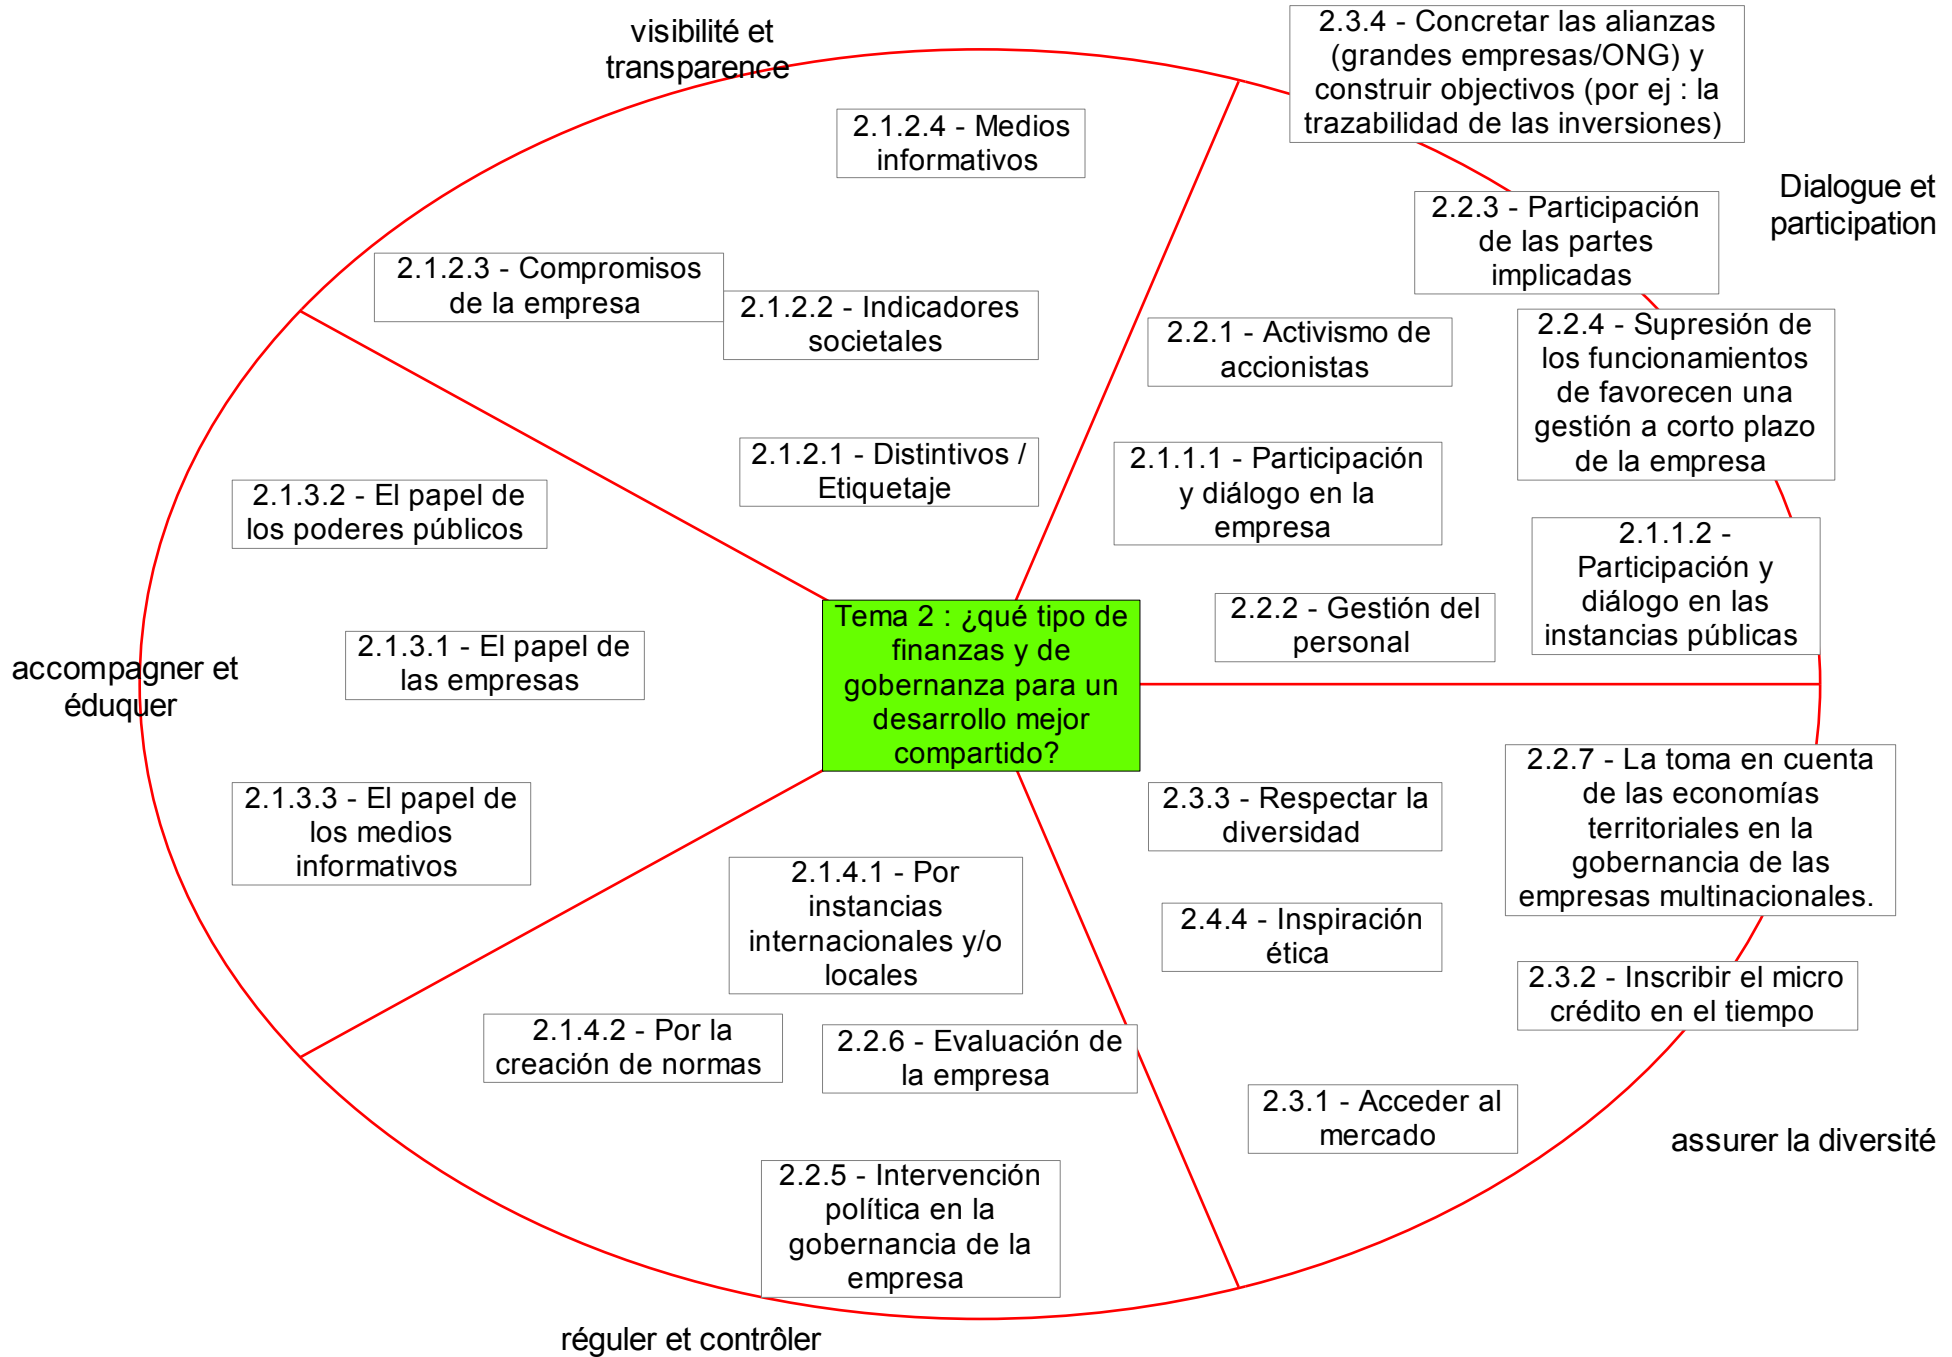 visibilité et
transparence
2.3.4 - Concretar las alianzas
(grandes empresas/ONG) y
construir objectivos (por ej : la
trazabilidad de las inversiones)
2.1.2.4 - Medios
informativos
Dialogue et
participation
2.2.3 - Participación
de las partes
implicadas
2.1.2.3 - Compromisos
de la empresa
2.1.2.2 - Indicadores
societales
2.2.1 - Activismo de
accionistas
2.2.4 - Supresión de
los funcionamientos
de favorecen una
gestión a corto plazo
de la empresa
2.1.2.1 - Distintivos /
Etiquetaje
2.1.1.1 - Participación
y diálogo en la
empresa
2.1.3.2 - El papel de
los poderes públicos
2.1.1.2 -
Participación y
diálogo en las
instancias públicas
2.2.2 - Gestión del
personal
Tema 2 : ¿qué tipo de
finanzas y de
gobernanza para un
desarrollo mejor
compartido?
2.1.3.1 - El papel de
las empresas
accompagner et
éduquer
2.2.7 - La toma en cuenta
de las economías
territoriales en la
gobernancia de las
empresas multinacionales.
2.3.3 - Respectar la
diversidad
2.1.3.3 - El papel de
los medios
informativos
2.1.4.1 - Por
instancias
internacionales y/o
locales
2.4.4 - Inspiración
ética
2.3.2 - Inscribir el micro
crédito en el tiempo
2.1.4.2 - Por la
creación de normas
2.2.6 - Evaluación de
la empresa
2.3.1 - Acceder al
mercado
assurer la diversité
2.2.5 - Intervención
política en la
gobernancia de la
empresa
réguler et contrôler